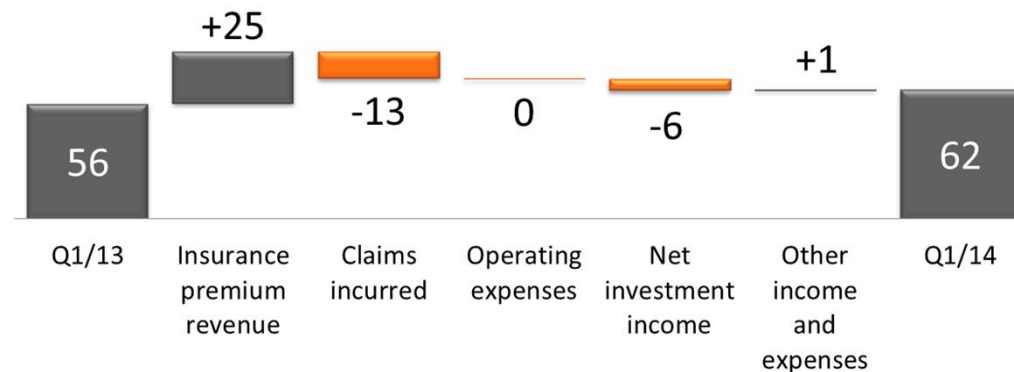 +25
-13
0
-6
+1
56
62
Q1/13
Insurance
premium
revenue
Claims
incurred
Operating
expenses
Net
investment
income
Other
income
and
expenses
Q1/14